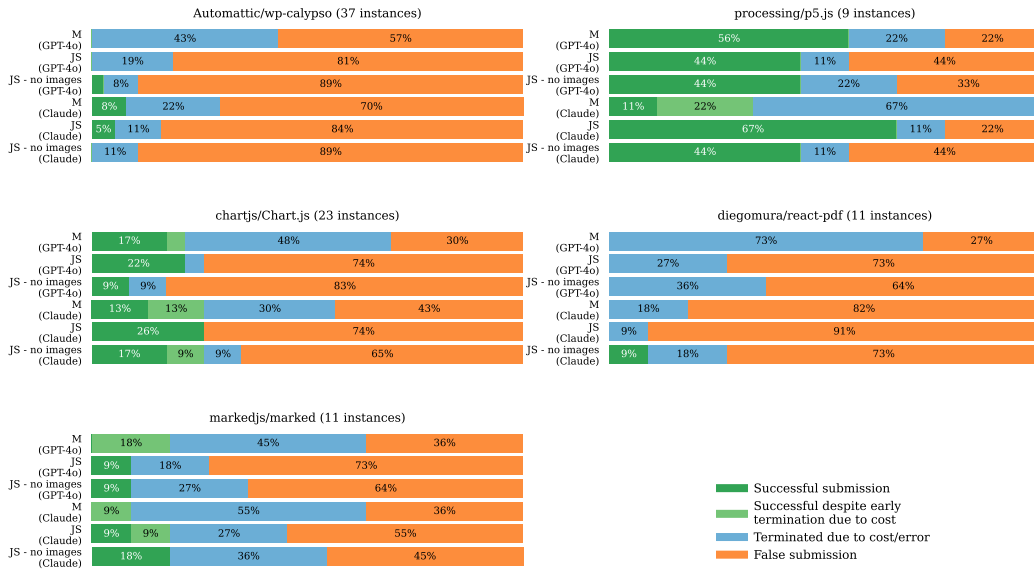 Automattic/wp-calypso (37 instances)
M
(GPT-4o)
43%
57%
JS
(GPT-4o)
19%
81%
JS - no images
(GPT-4o)
8%
89%
M
(Claude)
8%
22%
70%
JS
(Claude)
5%
11%
84%
JS - no images
(Claude)
11%
89%
processing/p5.js (9 instances)
M
(GPT-4o)
56%
22%
22%
JS
(GPT-4o)
44%
11%
44%
JS - no images
(GPT-4o)
44%
22%
33%
M
(Claude)
11%
22%
67%
JS
(Claude)
67%
11%
22%
JS - no images
(Claude)
44%
11%
44%
chartjs/Chart.js (23 instances)
M
(GPT-4o)
17%
48%
30%
JS
(GPT-4o)
22%
74%
JS - no images
(GPT-4o)
9%
9%
83%
M
(Claude)
13%
13%
30%
43%
JS
(Claude)
26%
74%
JS - no images
(Claude)
17%
9%
9%
65%
diegomura/react-pdf (11 instances)
M
(GPT-4o)
73%
27%
JS
(GPT-4o)
27%
73%
JS - no images
(GPT-4o)
36%
64%
M
(Claude)
18%
82%
JS
(Claude)
9%
91%
JS - no images
(Claude)
9%
18%
73%
markedjs/marked (11 instances)
M
(GPT-4o)
18%
45%
36%
JS
(GPT-4o)
9%
18%
73%
JS - no images
(GPT-4o)
9%
27%
64%
M
(Claude)
9%
55%
36%
JS
(Claude)
9%
9%
27%
55%
JS - no images
(Claude)
18%
36%
45%
Successful submission
Successful despite early
termination due to cost
Terminated due to cost/error
False submission